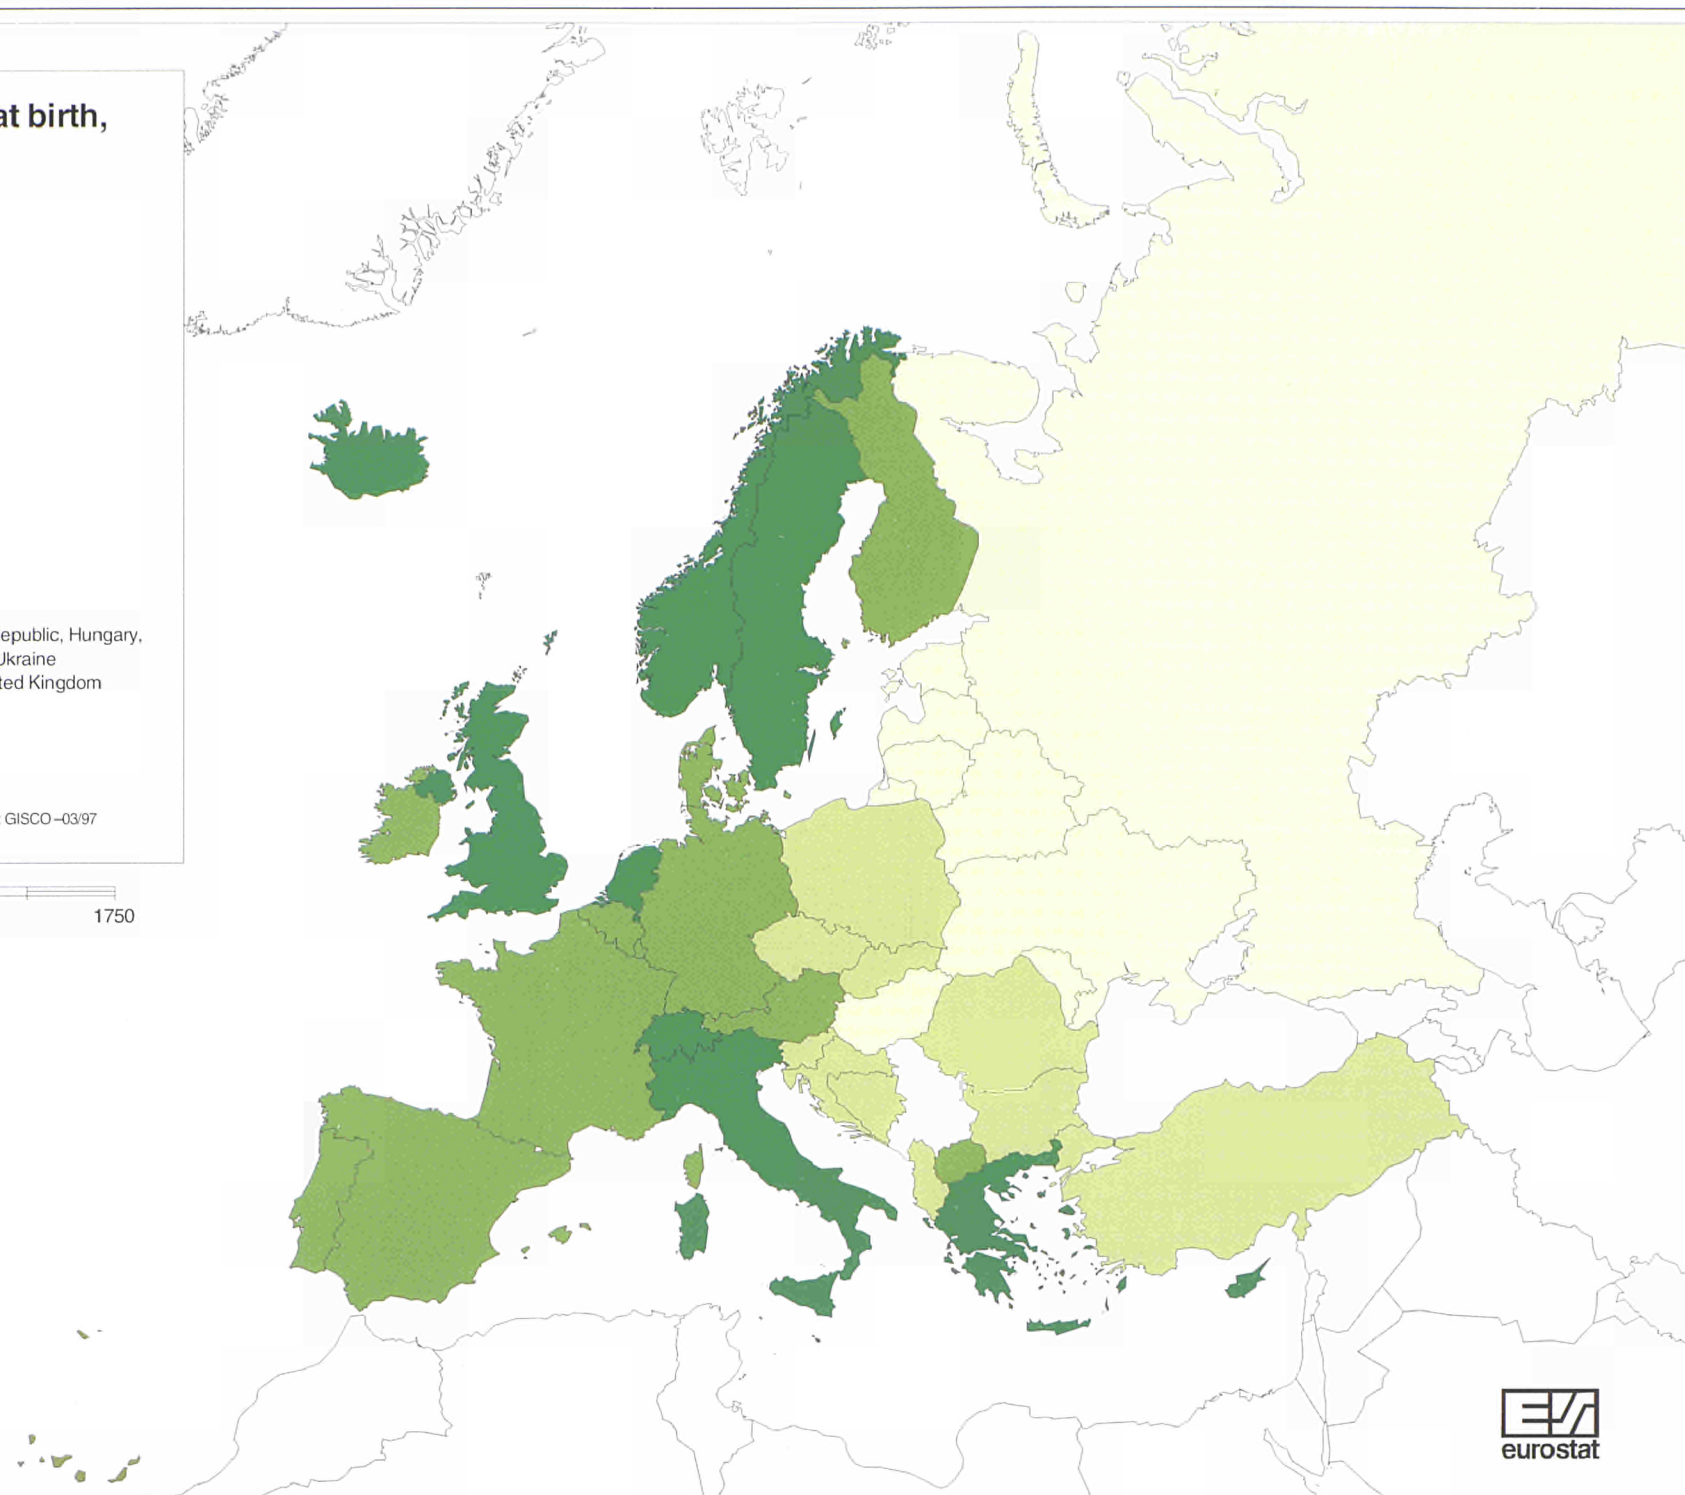 at birth,
epublic, Hungary,
Ukraine
ted Kingdom
GISCO –03/97
1750
eurostat